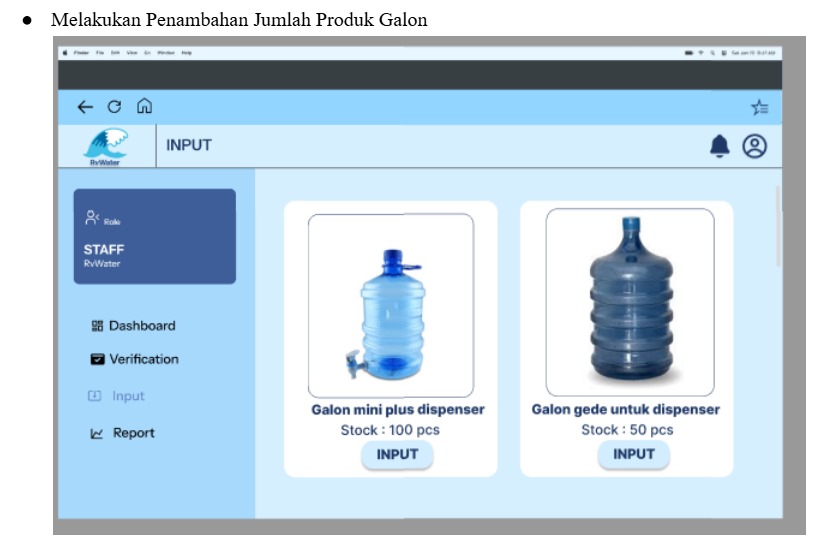 ● Melakukan Penambahan Jumlah Produk Galon
Finder File Edit View Go Window Help
RvWater
INPUT
Role
STAFF
RvWater
Dashboard
Verification
Input
Report
Galon mini plus dispenser
Stock : 100 pcs
INPUT
Galon gede untuk dispenser
Stock : 50 pcs
INPUT